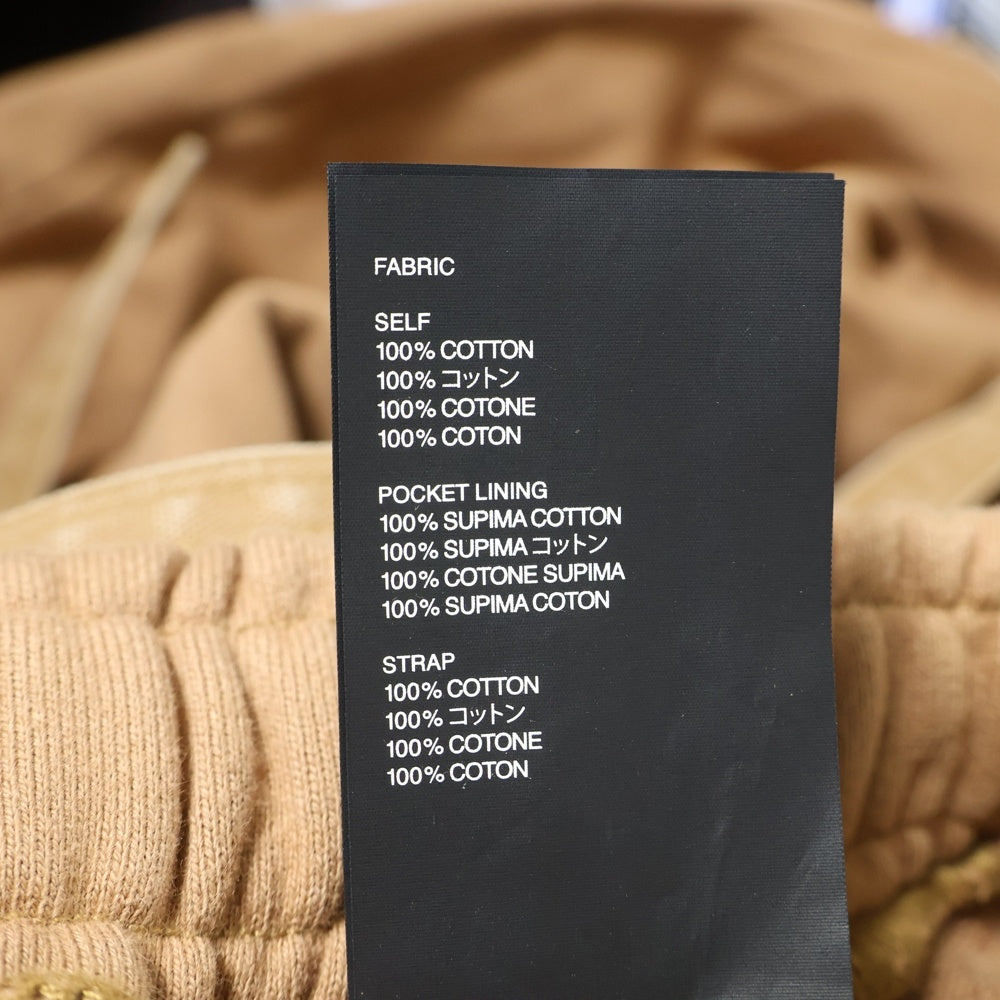 FABRIC
SELF
100% COTTON
100% コットン
100% COTONE
100% COTON
POCKET LINING
100% SUPIMA COTTON
100% SUPIMA コットン
100% COTONE SUPIMA
100% SUPIMA COTON
STRAP
100% COTTON
100% コットン
100% COTONE
100% COTON